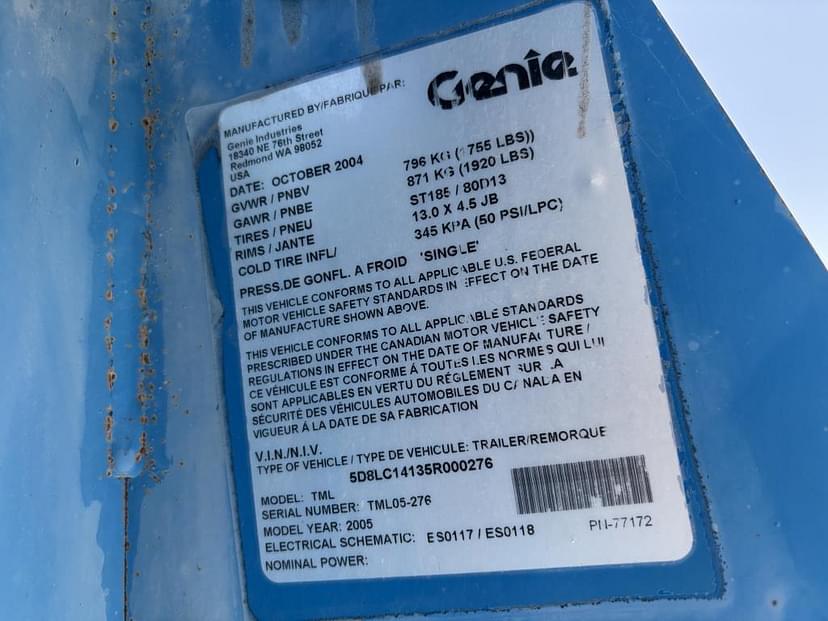 Genie
MANUFACTURED BY/FABRIQUE PAR:
Genie Industries
18340 NE 76th Street
Redmond WA 98052
USA
DATE: OCTOBER 2004
GVWR / PNBV 796 KG (1755 LBS))
GAWR / PNBE 871 KG (1920 LBS)
TIRES / PNEU ST185 / 80D13
RIMS / JANTE 13.0 X 4.5 JB
COLD TIRE INFL/ 345 KPA (50 PSI/LPC)
PRESS.DE GONFL. A FROID 'SINGLE'
THIS VEHICLE CONFORMS TO ALL APPLICABLE U.S. FEDERAL
MOTOR VEHICLE SAFETY STANDARDS IN EFFECT ON THE DATE
OF MANUFACTURE SHOWN ABOVE.
THIS VEHICLE CONFORMS TO ALL APPLICABLE STANDARDS
PRESCRIBED UNDER THE CANADIAN MOTOR VEHICLE SAFETY
REGULATIONS IN EFFECT ON THE DATE OF MANUFACTURE /
CE VÉHICULE EST CONFORME À TOUTES LES NORMES QUI LUI
SONT APPLICABLES EN VERTU DU RÉGLEMENT SUR LA
SÉCURITÉ DES VÉHICULES AUTOMOBILES DU CANADA EN
VIGUEUR À LA DATE DE SA FABRICATION
V.I.N./N.I.V.
TYPE OF VEHICLE / TYPE DE VEHICULE: TRAILER/REMORQUE
5D8LC14135R000276
MODEL: TML
SERIAL NUMBER: TML05-276
MODEL YEAR: 2005
ELECTRICAL SCHEMATIC: ES0117 / ES0118
NOMINAL POWER:
PN-77172